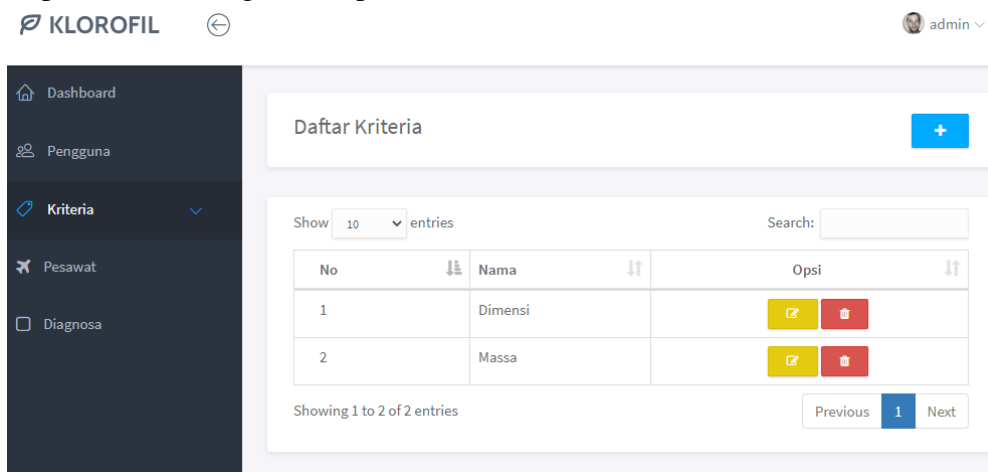 KLOROFIL
admin
Dashboard
Pengguna
Kriteria
Pesawat
Diagnosa
Daftar Kriteria
+
Show 10 entries
Search:
No Nama Opsi
1 Dimensi
2 Massa
Showing 1 to 2 of 2 entries
Previous 1 Next